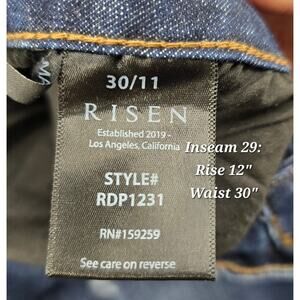 30/11
RISEN
Established 2019 -
Los Angeles, California
STYLE#
RDP1231
RN#159259
See care on reverse
Inseam 29:
Rise 12"
Waist 30"